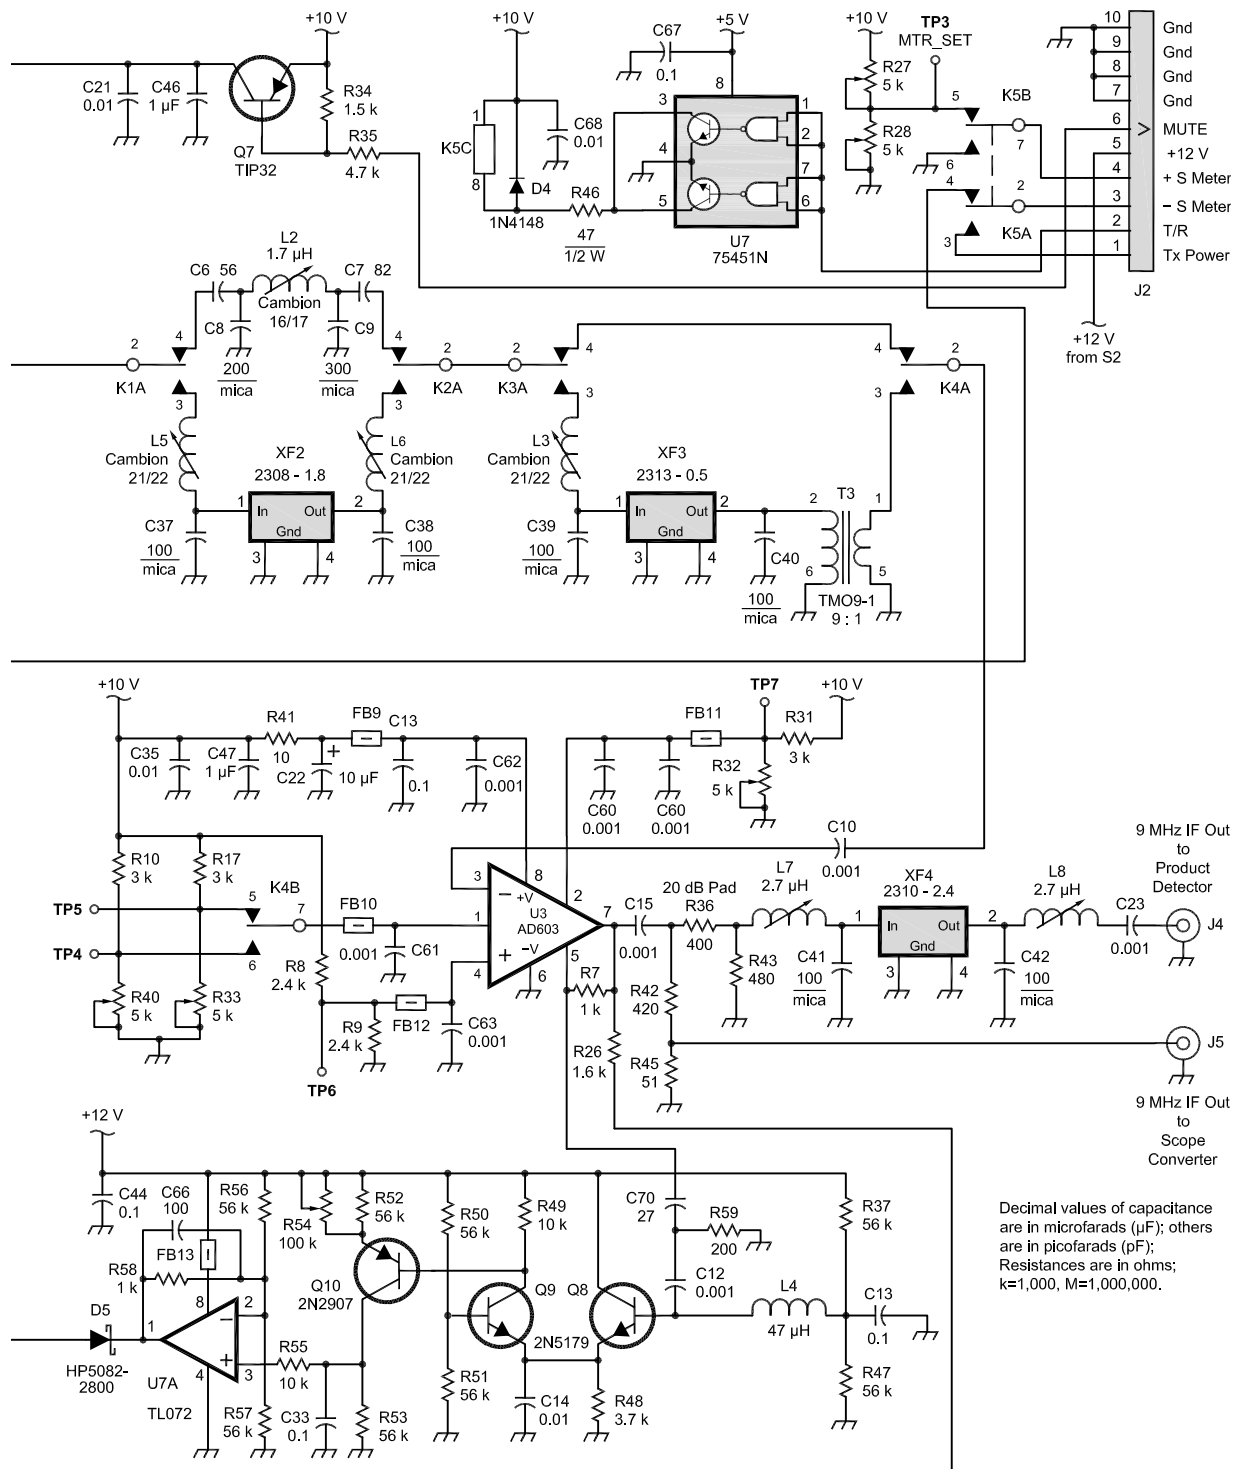 +10 V
C21
0.01
C46
1 µF
Q7
TIP32
R34
1.5 k
R35
4.7 k
+10 V
1
K5C
8
C68
0.01
D4
1N4148
R46
47
1/2 W
+5 V
C67
0.1
8
3
4
5
1
2
7
6
U7
75451N
+10 V
TP3
MTR_SET
R27
5 k
R28
5 k
5
K5B
7
6
4
2
K5A
3
10
Gnd
9
Gnd
8
Gnd
7
Gnd
6
MUTE
5
+12 V
4
+ S Meter
3
– S Meter
2
T/R
1
Tx Power
J2
+12 V
from S2
L2
1.7 µH
C6
56
C7
82
Cambion
16/17
C8
200
mica
C9
300
mica
2
K1A
4
3
4
3
2
K2A
2
K3A
4
3
4
3
2
K4A
L5
Cambion
21/22
XF2
2308 - 1.8
L6
Cambion
21/22
1
In
Out
2
Gnd
3
4
C37
100
mica
C38
100
mica
L3
Cambion
21/22
XF3
2313 - 0.5
1
In
Out
2
Gnd
3
4
C39
100
mica
C40
100
mica
T3
2
1
6
5
TMO9-1
9 : 1
+10 V
C35
0.01
C47
1 µF
R41
10
C22
+
10 µF
FB9
C13
0.1
C62
0.001
TP7
+10 V
FB11
R31
3 k
R32
5 k
C60
0.001
C60
0.001
C10
0.001
R10
3 k
R17
3 k
TP5
TP4
K4B
5
7
6
R40
5 k
R33
5 k
FB10
0.001
C61
R8
2.4 k
R9
2.4 k
FB12
C63
0.001
TP6
3
1
4
8
2
7
5
6
–
+V
U3
AD603
–V
+
C15
0.001
R7
1 k
R26
1.6 k
20 dB Pad
R36
400
R43
480
R42
420
R45
51
L7
2.7 µH
C41
100
mica
XF4
2310 - 2.4
1
In
Out
2
Gnd
3
4
C42
100
mica
L8
2.7 µH
C23
0.001
9 MHz IF Out
to
Product
Detector
J4
J5
9 MHz IF Out
to
Scope
Converter
+12 V
C44
0.1
C66
100
FB13
R58
1 k
R56
56 k
D5
HP5082-
2800
1
8
2
–
+
3
4
U7A
TL072
R57
56 k
R55
10 k
C33
0.1
R54
100 k
R52
56 k
Q10
2N2907
R53
56 k
R50
56 k
R51
56 k
R49
10 k
Q9
Q8
2N5179
C14
0.01
R48
3.7 k
C70
27
R59
200
C12
0.001
L4
47 µH
R37
56 k
C13
0.1
R47
56 k
Decimal values of capacitance
are in microfarads (µF); others
are in picofarads (pF);
Resistances are in ohms;
k=1,000, M=1,000,000.